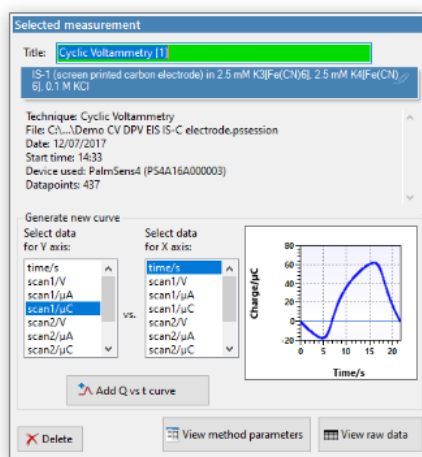 Selected measurement
Title: Cyclic Voltammetry [1]
IS-1 (screen printed carbon electrode) in 2.5 mM K3[Fe(CN)6], 2.5 mM K4[Fe(CN)
6], 0.1 M KCl
Technique: Cyclic Voltammetry
File: C:\...\Demo CV DPV EIS IS-C electrode.pssession
Date: 12/07/2017
Start time: 14:33
Device used: PalmSens4 (PS4A16A000003)
Datapoints: 437
Generate new curve
Select data
for Y axis:
time/s
scan1/V
scan1/µA
scan1/µC
scan2/V
scan2/µA
scan2/µC
vs.
Select data
for X axis:
time/s
scan1/V
scan1/µA
scan1/µC
scan2/V
scan2/µA
scan2/µC
Charge/µC
80
60
40
20
0
-20
0 5 10 15 20
Time/s
Add Q vs t curve
Delete
View method parameters
View raw data